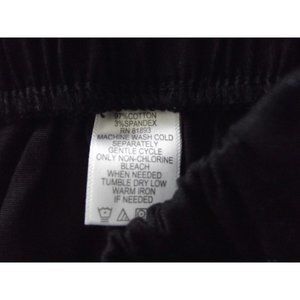 97%COTTON
3%SPANDEX
RN 81893
MACHINE WASH COLD
SEPARATELY
GENTLE CYCLE
ONLY NON-CHLORINE
BLEACH
WHEN NEEDED
TUMBLE DRY LOW
WARM IRON
IF NEEDED